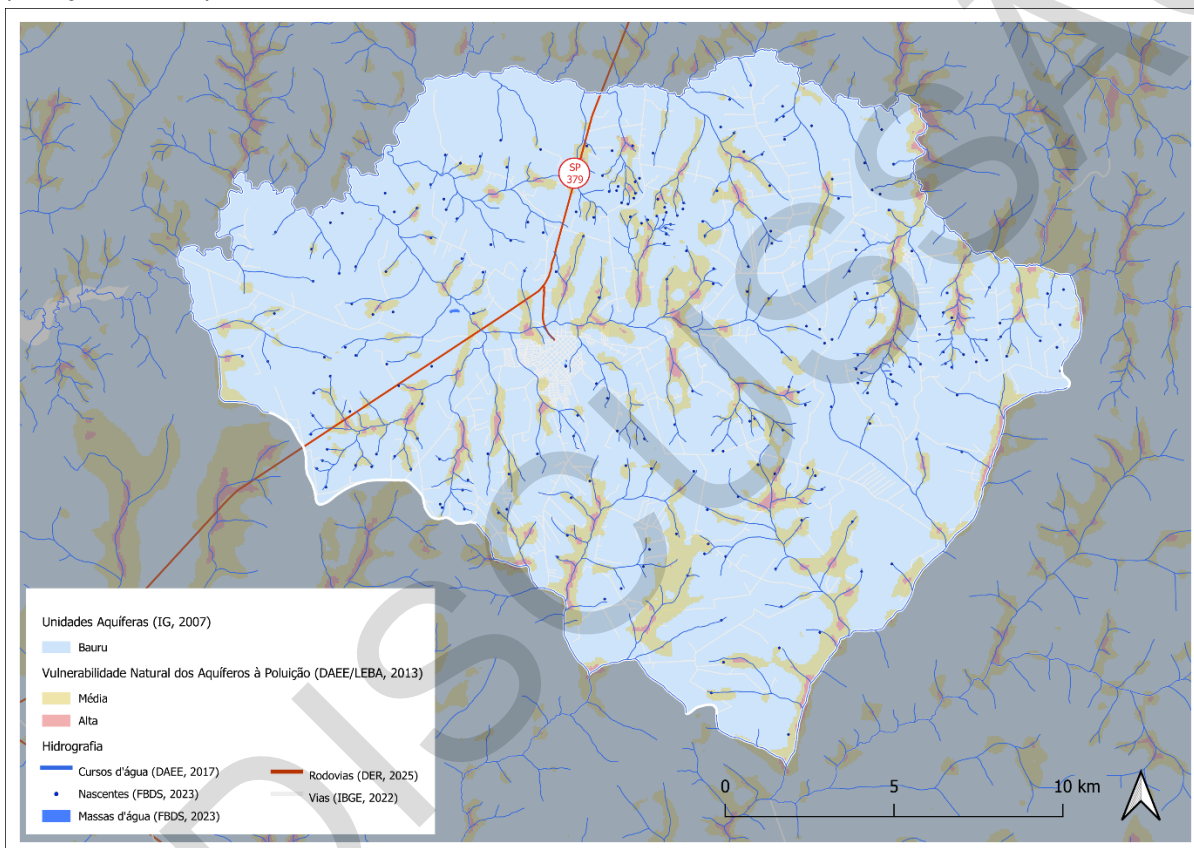 SP
379
Unidades Aquíferas (IG, 2007)
Bauru
Vulnerabilidade Natural dos Aquíferos à Poluição (DAEE/LEBA, 2013)
Média
Alta
Hidrografia
Cursos d'água (DAEE, 2017)
Nascentes (FBDS, 2023)
Massas d'água (FBDS, 2023)
Rodovias (DER, 2025)
Vias (IBGE, 2022)
0 5 10 km
DISCUSSÃ